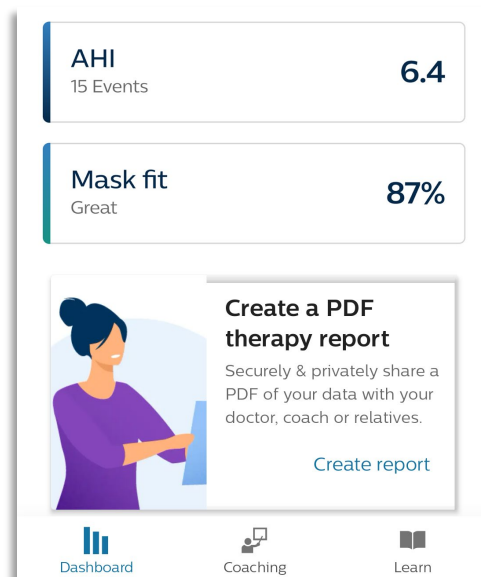 AHI
15 Events
6.4
Mask fit
Great
87%
Create a PDF
therapy report
Securely & privately share a
PDF of your data with your
doctor, coach or relatives.
Create report
Dashboard
Coaching
Learn